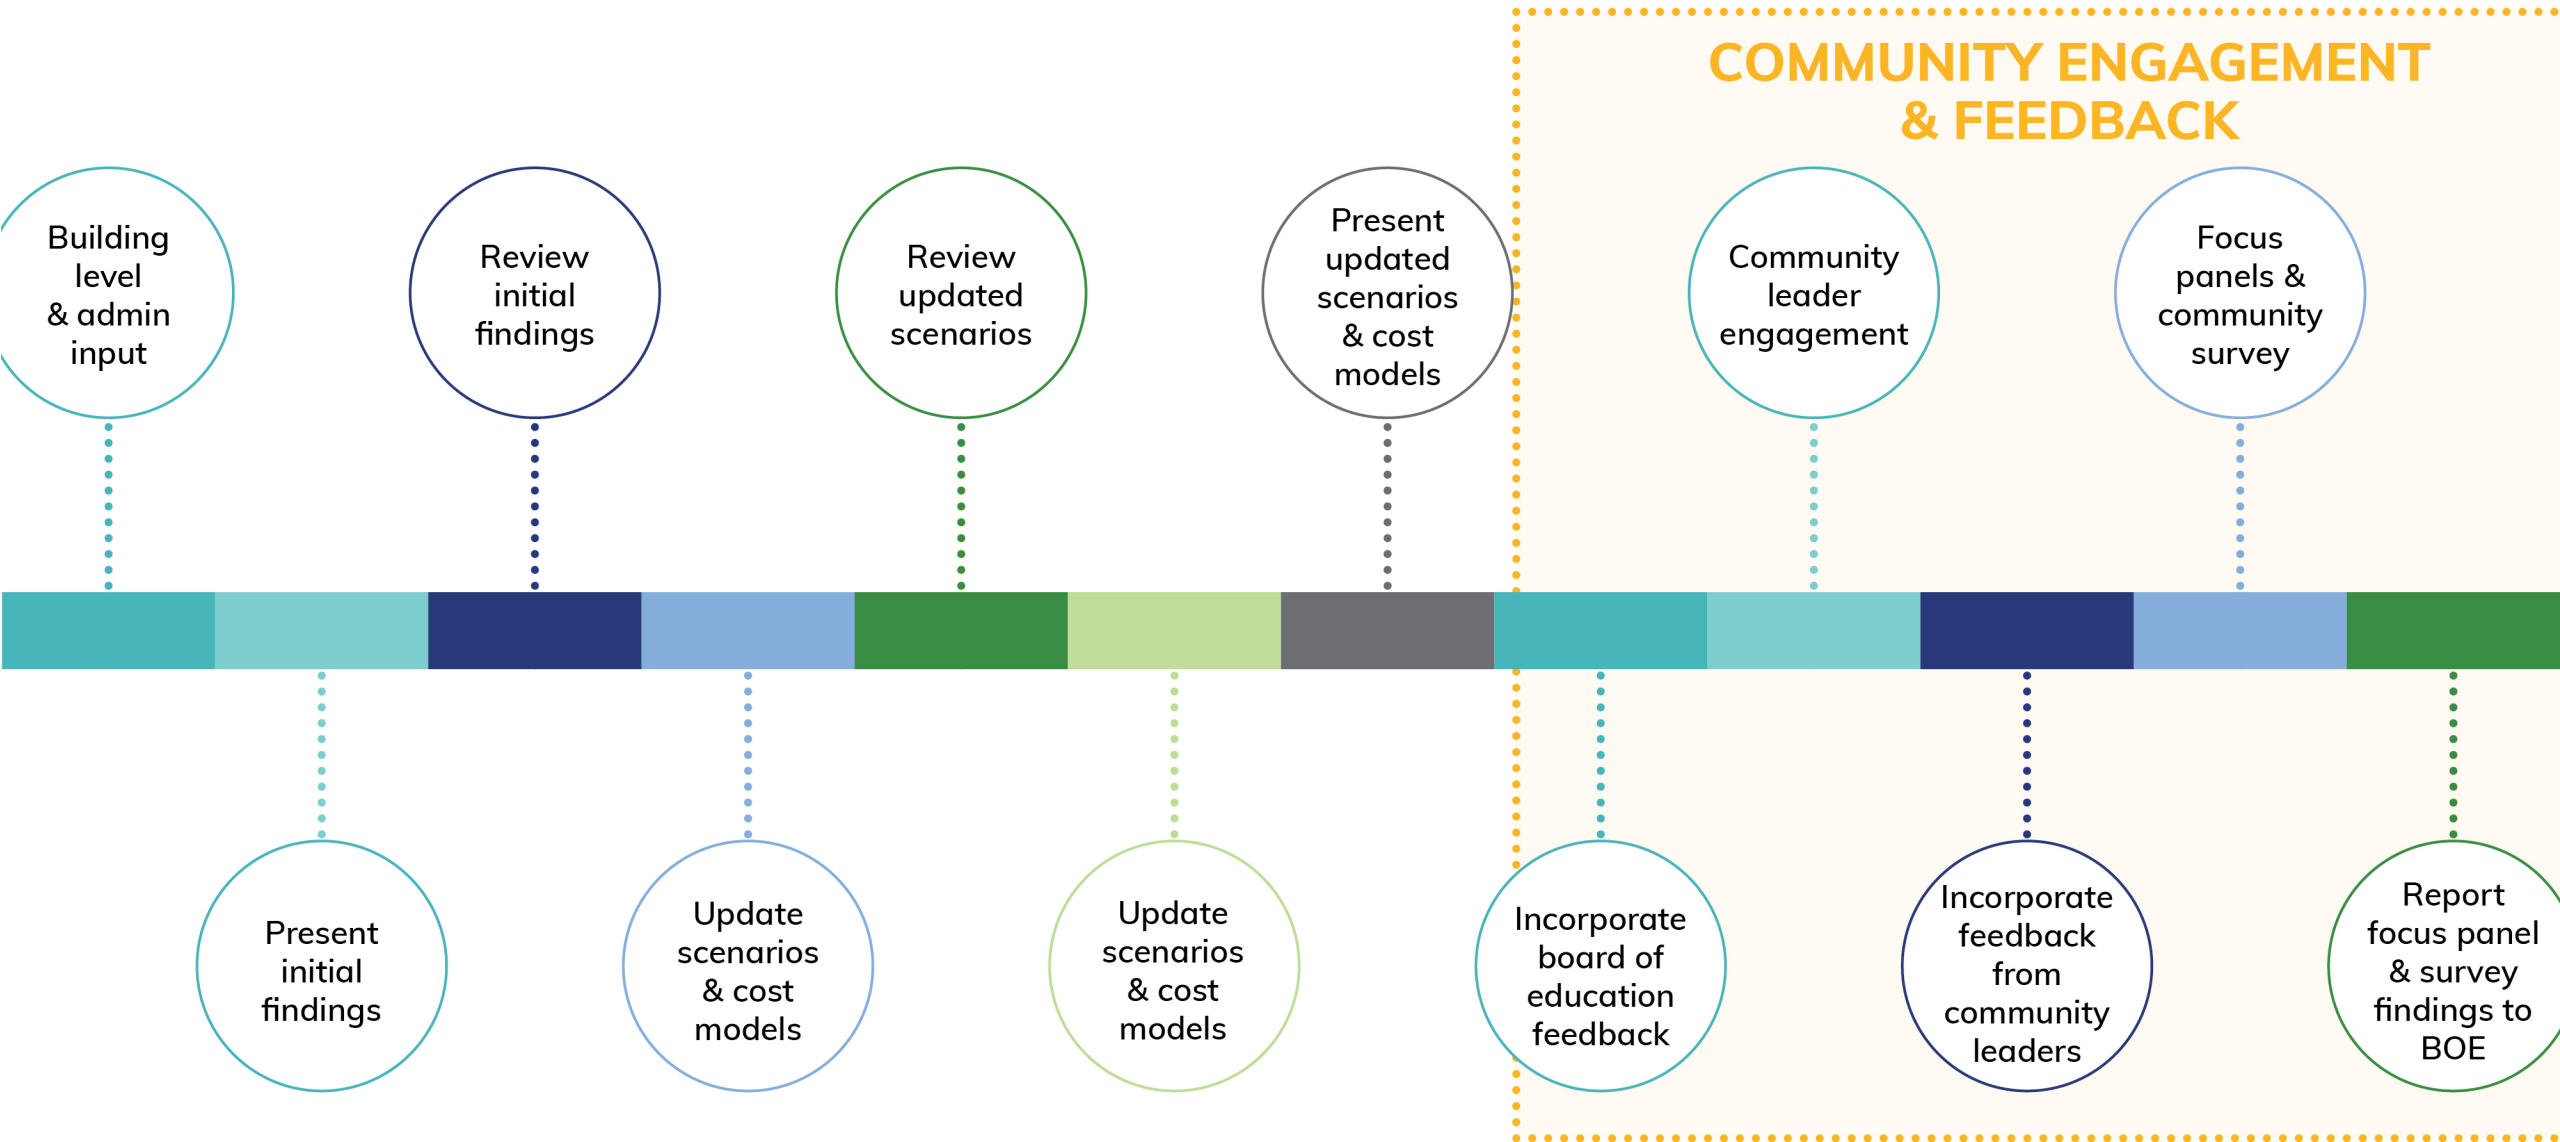 COMMUNITY ENGAGEMENT
& FEEDBACK
Building
level
& admin
input
Review
initial
findings
Review
updated
scenarios
Present
updated
scenarios
& cost
models
Community
leader
engagement
Focus
panels &
community
survey
Present
initial
findings
Update
scenarios
& cost
models
Update
scenarios
& cost
models
Incorporate
board of
education
feedback
Incorporate
feedback
from
community
leaders
Report
focus panel
& survey
findings to
BOE